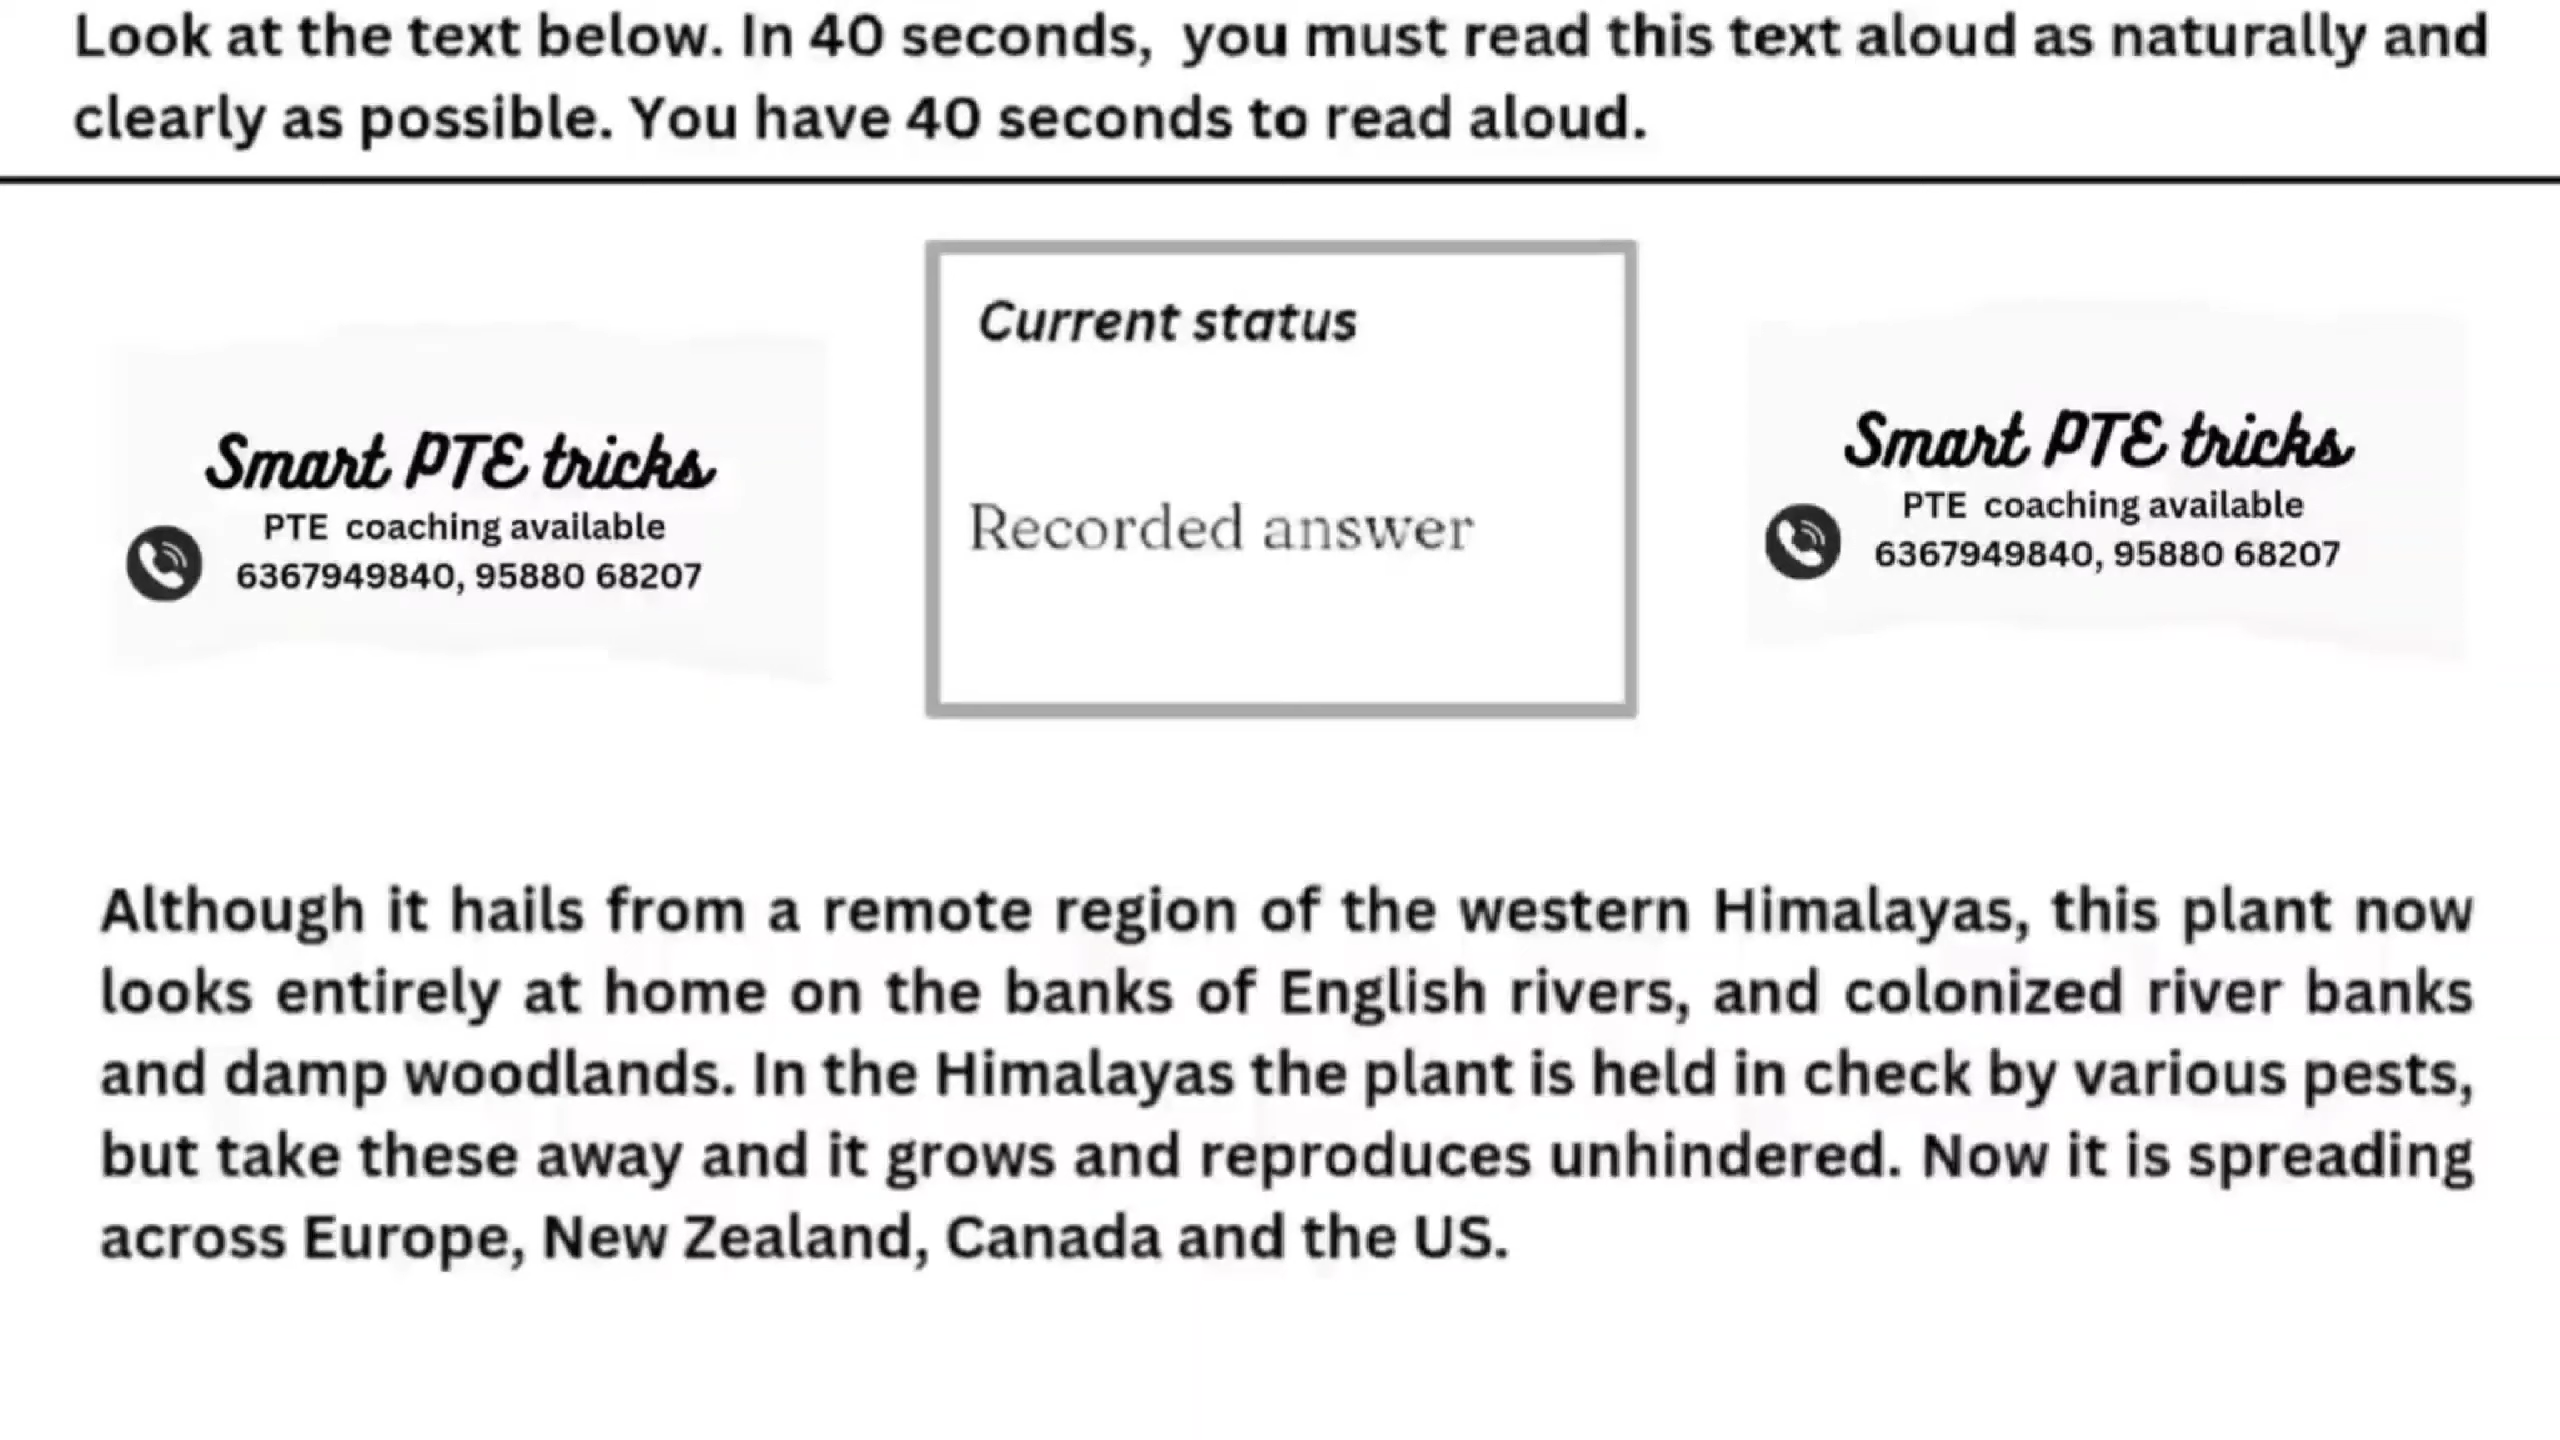 Look at the text below. In 40 seconds, you must read this text aloud as naturally and
clearly as possible. You have 40 seconds to read aloud.
Current status
Recorded answer
Smart PTE tricks
PTE coaching available
6367949840, 95880 68207
Smart PTE tricks
PTE coaching available
6367949840, 95880 68207
Although it hails from a remote region of the western Himalayas, this plant now
looks entirely at home on the banks of English rivers, and colonized river banks
and damp woodlands. In the Himalayas the plant is held in check by various pests,
but take these away and it grows and reproduces unhindered. Now it is spreading
across Europe, New Zealand, Canada and the US.